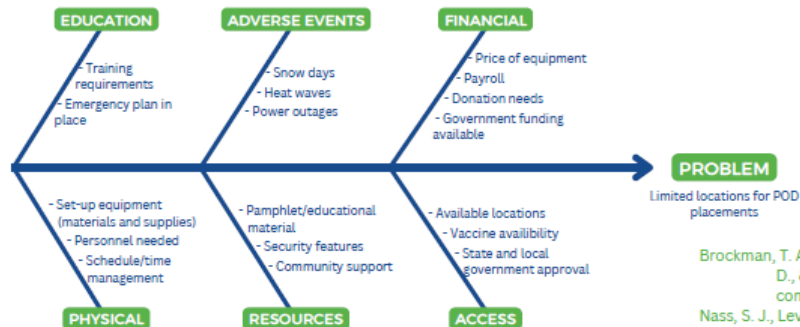 EDUCATION
ADVERSE EVENTS
FINANCIAL
- Training
requirements
- Emergency plan in
place
- Snow days
- Heat waves
- Power outages
- Price of equipment
- Payroll
- Donation needs
- Government funding
available
PROBLEM
Limited locations for POD
placements
- Set-up equipment
(materials and supplies)
- Personnel needed
- Schedule/time
management
- Pamphlet/educational
material
- Security features
- Community support
- Available locations
- Vaccine availibility
- State and local
government approval
PHYSICAL
RESOURCES
ACCESS
Brockman, T. A
D.,
com
Nass, S. J., Lev